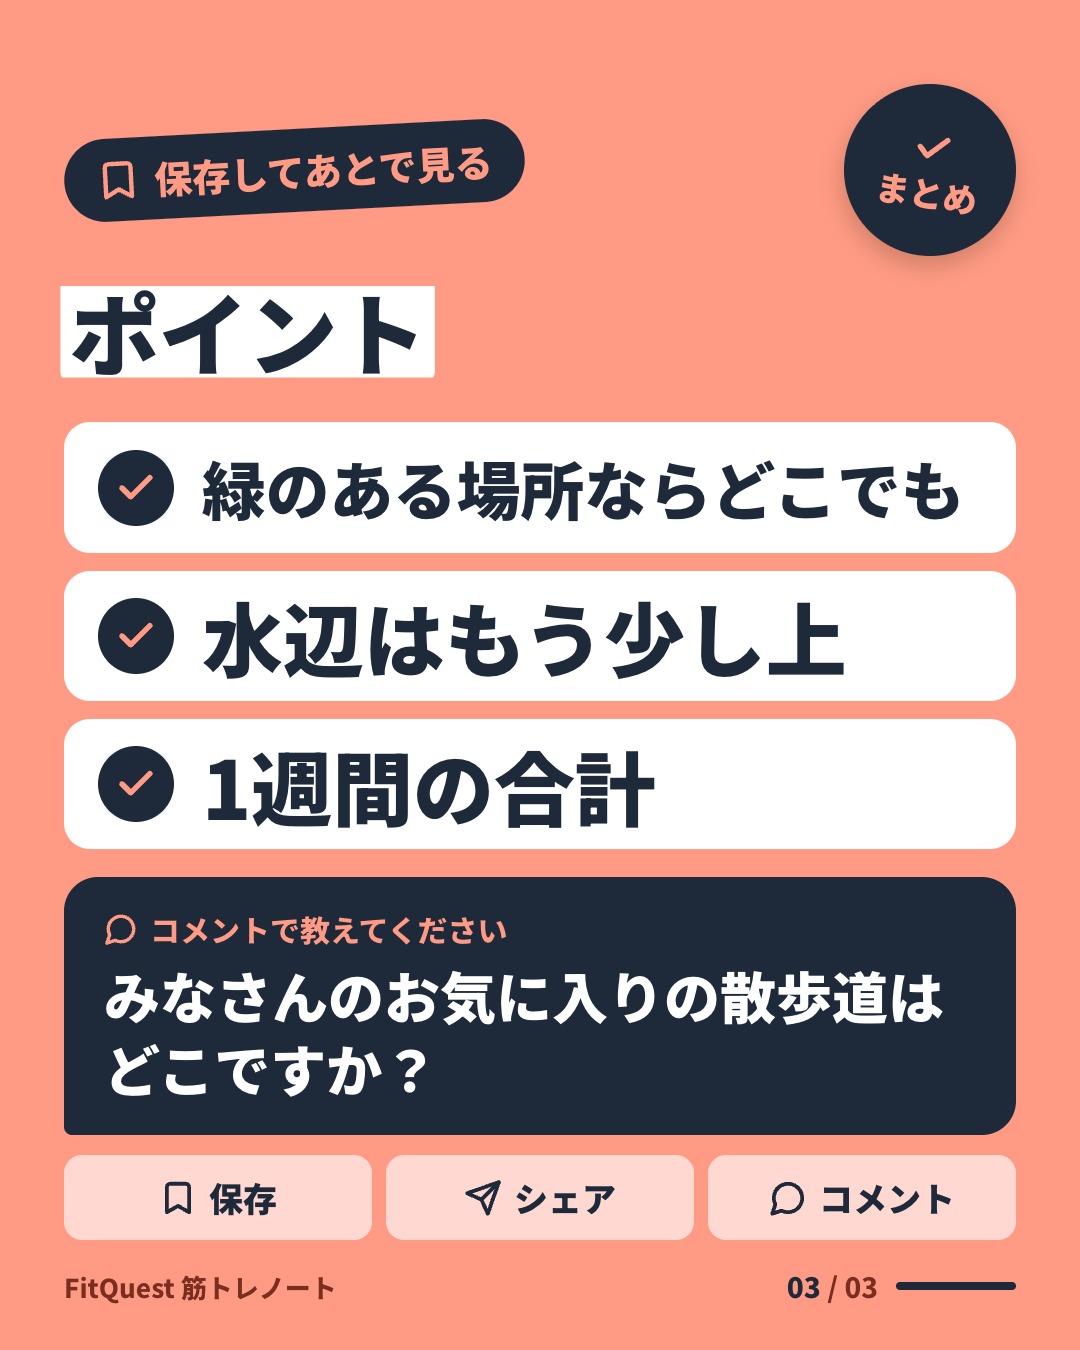 保存してあとで見る
まとめ
ポイント
緑のある場所ならどこでも
水辺はもう少し上
1週間の合計
コメントで教えてください
みなさんのお気に入りの散歩道は
どこですか？
保存
シェア
コメント
FitQuest 筋トレノート
03 / 03